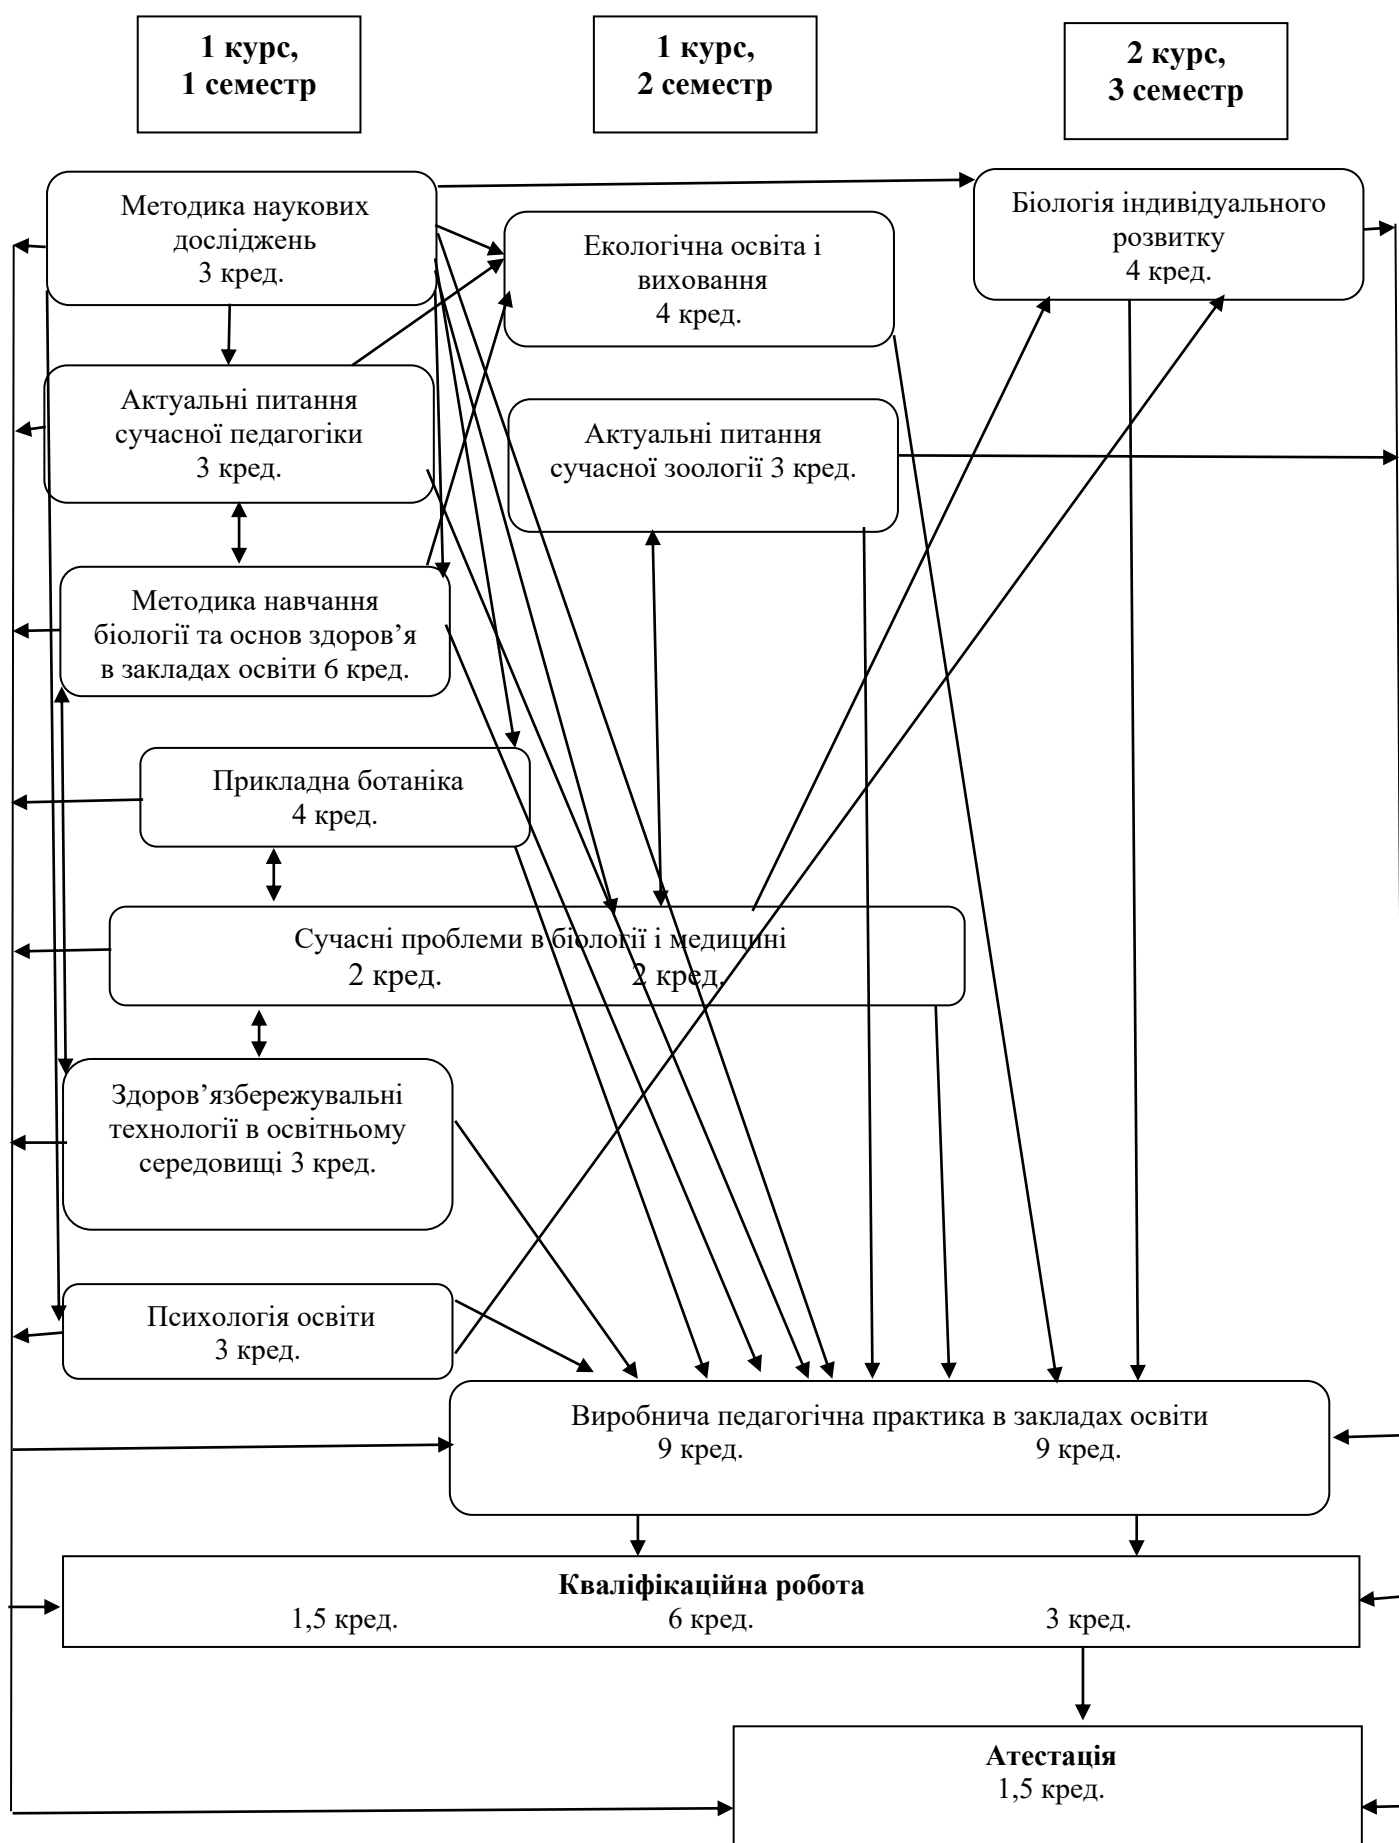 1 курс,
1 семестр
1 курс,
2 семестр
2 курс,
3 семестр
Методика наукових
досліджень
3 кред.
Екологічна освіта і
виховання
4 кред.
Біологія індивідуального
розвитку
4 кред.
Актуальні питання
сучасної педагогіки
3 кред.
Актуальні питання
сучасної зоології 3 кред.
Методика навчання
біології та основ здоров’я
в закладах освіти 6 кред.
Прикладна ботаніка
4 кред.
Сучасні проблеми в біології і медицині
2 кред. 2 кред.
Здоров’язбережувальні
технології в освітньому
середовищі 3 кред.
Психологія освіти
3 кред.
Виробнича педагогічна практика в закладах освіти
9 кред. 9 кред.
Кваліфікаційна робота
1,5 кред. 6 кред. 3 кред.
Атестація
1,5 кред.